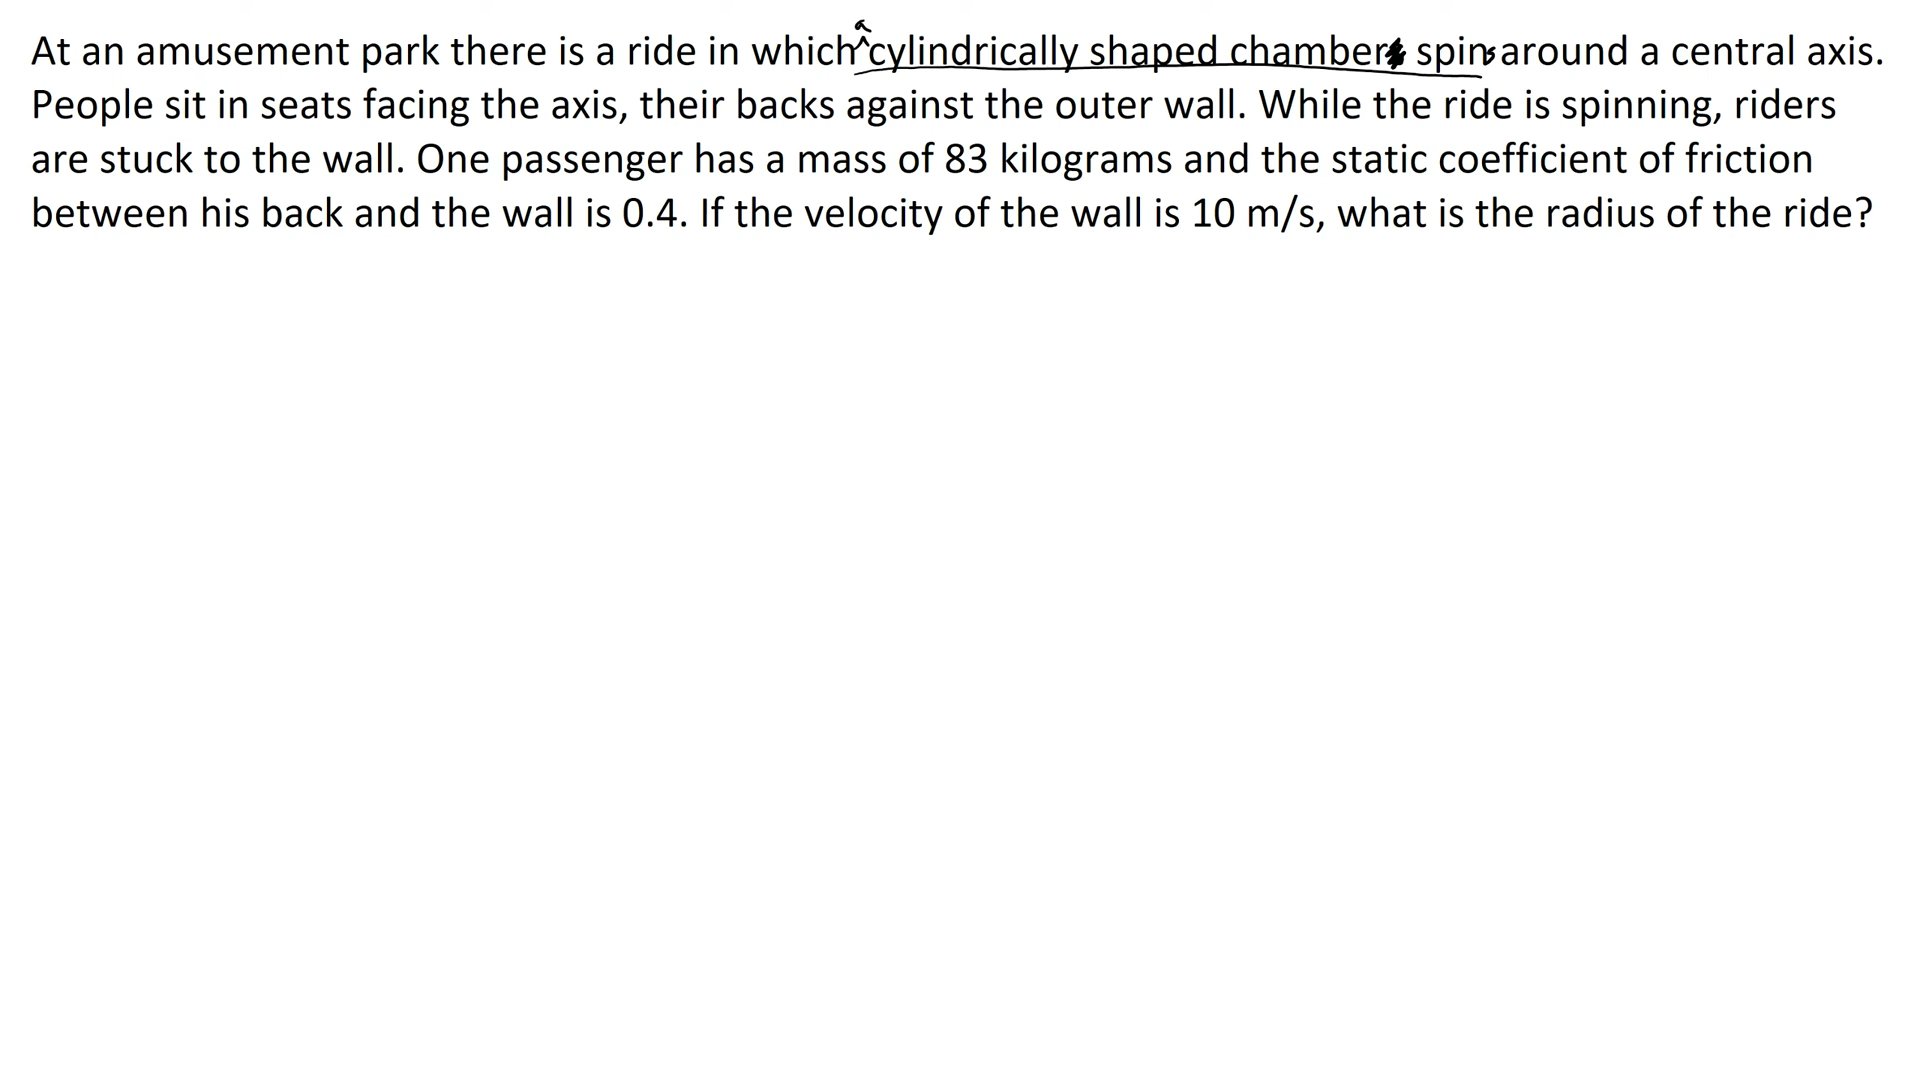 At an amusement park there is a ride in which ^a cylindrically shaped chamber spins around a central axis.
People sit in seats facing the axis, their backs against the outer wall. While the ride is spinning, riders
are stuck to the wall. One passenger has a mass of 83 kilograms and the static coefficient of friction
between his back and the wall is 0.4. If the velocity of the wall is 10 m/s, what is the radius of the ride?